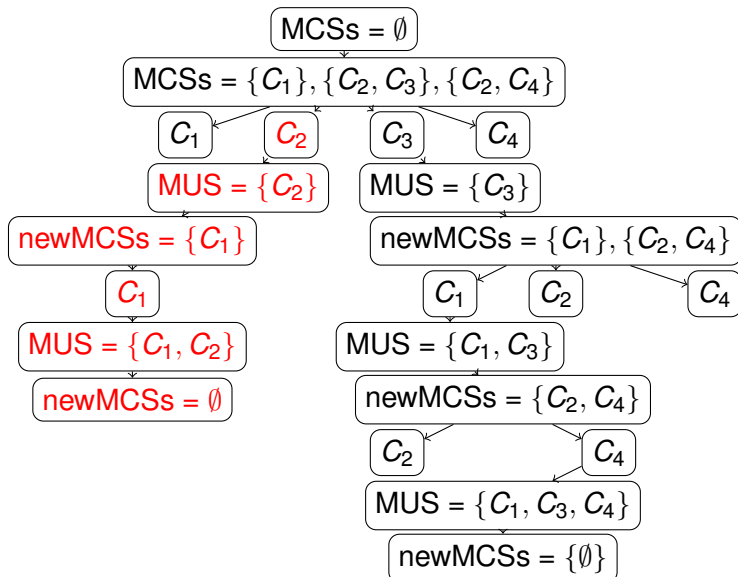 MCSs = ∅
MCSs = {C₁}, {C₂, C₃}, {C₂, C₄}
C₁ C₂ C₃ C₄
MUS = {C₂} MUS = {C₃}
newMCSs = {C₁} newMCSs = {C₁}, {C₂, C₄}
C₁ C₁ C₂ C₄
MUS = {C₁, C₂} MUS = {C₁, C₃}
newMCSs = ∅ newMCSs = {C₂, C₄}
C₂ C₄
MUS = {C₁, C₃, C₄}
newMCSs = {∅}